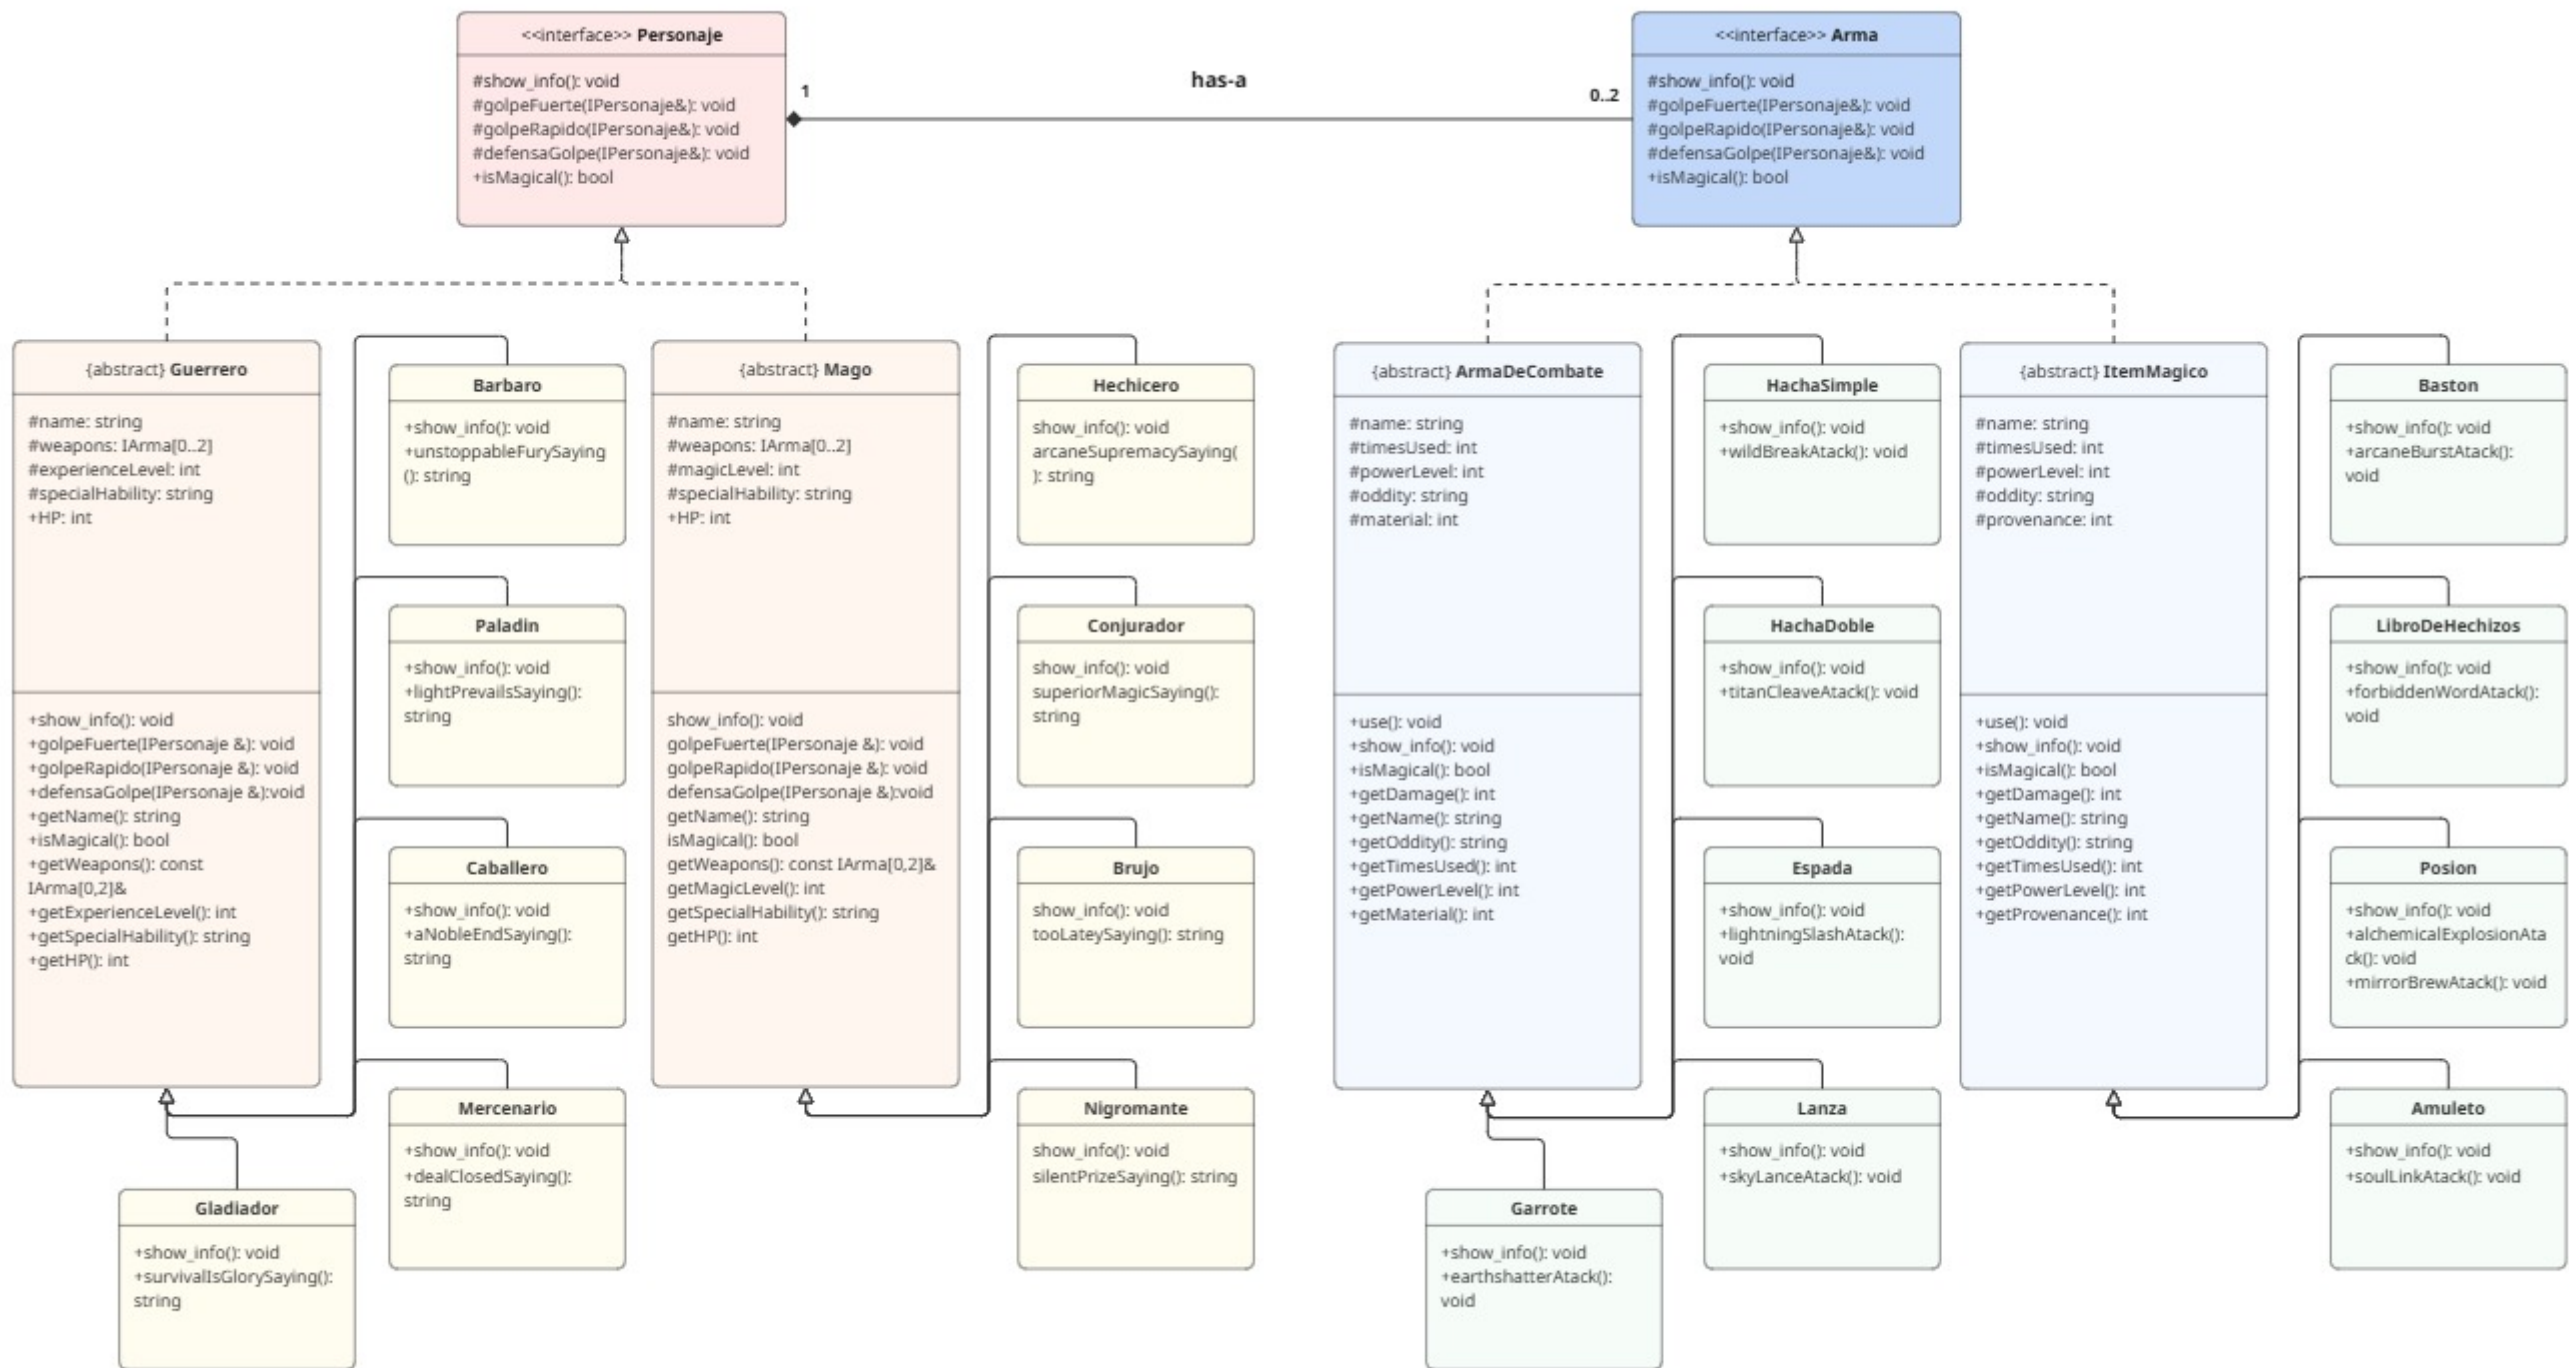 <<interface>> Personaje
#show_info(): void
#golpeFuerte(IPersonaje&): void
#golpeRapido(IPersonaje&): void
#defensaGolpe(IPersonaje&): void
+isMagical(): bool
1
has-a
0..2
<<interface>> Arma
#show_info(): void
#golpeFuerte(IPersonaje&): void
#golpeRapido(IPersonaje&): void
#defensaGolpe(IPersonaje&): void
+isMagical(): bool
{abstract} Guerrero
#name: string
#weapons: IArma[0..2]
#experienceLevel: int
#specialHability: string
+HP: int
+show_info(): void
+golpeFuerte(IPersonaje &): void
+golpeRapido(IPersonaje &): void
+defensaGolpe(IPersonaje &):void
+getName(): string
+isMagical(): bool
+getWeapons(): const
IArma[0,2]&
+getExperienceLevel(): int
+getSpecialHability(): string
+getHP(): int
Barbaro
+show_info(): void
+unstoppableFurySaying
(): string
Paladin
+show_info(): void
+lightPrevailsSaying():
string
Caballero
+show_info(): void
+aNobleEndSaying():
string
Mercenario
+show_info(): void
+dealClosedSaying():
string
Gladiador
+show_info(): void
+survivalIsGlorySaying():
string
{abstract} Mago
#name: string
#weapons: IArma[0..2]
#magicLevel: int
#specialHability: string
+HP: int
show_info(): void
golpeFuerte(IPersonaje &): void
golpeRapido(IPersonaje &): void
defensaGolpe(IPersonaje &):void
getName(): string
isMagical(): bool
getWeapons(): const IArma[0,2]&
getMagicLevel(): int
getSpecialHability(): string
getHP(): int
Hechicero
show_info(): void
arcaneSupremacySaying(
): string
Conjurador
show_info(): void
superiorMagicSaying():
string
Brujo
show_info(): void
tooLateySaying(): string
Nigromante
show_info(): void
silentPrizeSaying(): string
{abstract} ArmaDeCombate
#name: string
#timesUsed: int
#powerLevel: int
#oddity: string
#material: int
+use(): void
+show_info(): void
+isMagical(): bool
+getDamage(): int
+getName(): string
+getOddity(): string
+getTimesUsed(): int
+getPowerLevel(): int
+getMaterial(): int
HachaSimple
+show_info(): void
+wildBreakAtack(): void
HachaDoble
+show_info(): void
+titanCleaveAtack(): void
Espada
+show_info(): void
+lightningSlashAtack():
void
Lanza
+show_info(): void
+skyLanceAtack(): void
Garrote
+show_info(): void
+earthshatterAtack():
void
{abstract} ItemMagico
#name: string
#timesUsed: int
#powerLevel: int
#oddity: string
#provenance: int
+use(): void
+show_info(): void
+isMagical(): bool
+getDamage(): int
+getName(): string
+getOddity(): string
+getTimesUsed(): int
+getPowerLevel(): int
+getProvenance(): int
Baston
+show_info(): void
+arcaneBurstAtack():
void
LibroDeHechizos
+show_info(): void
+forbiddenWordAtack():
void
Posion
+show_info(): void
+alchemicalExplosionAta
ck(): void
+mirrorBrewAtack(): void
Amuleto
+show_info(): void
+soulLinkAtack(): void